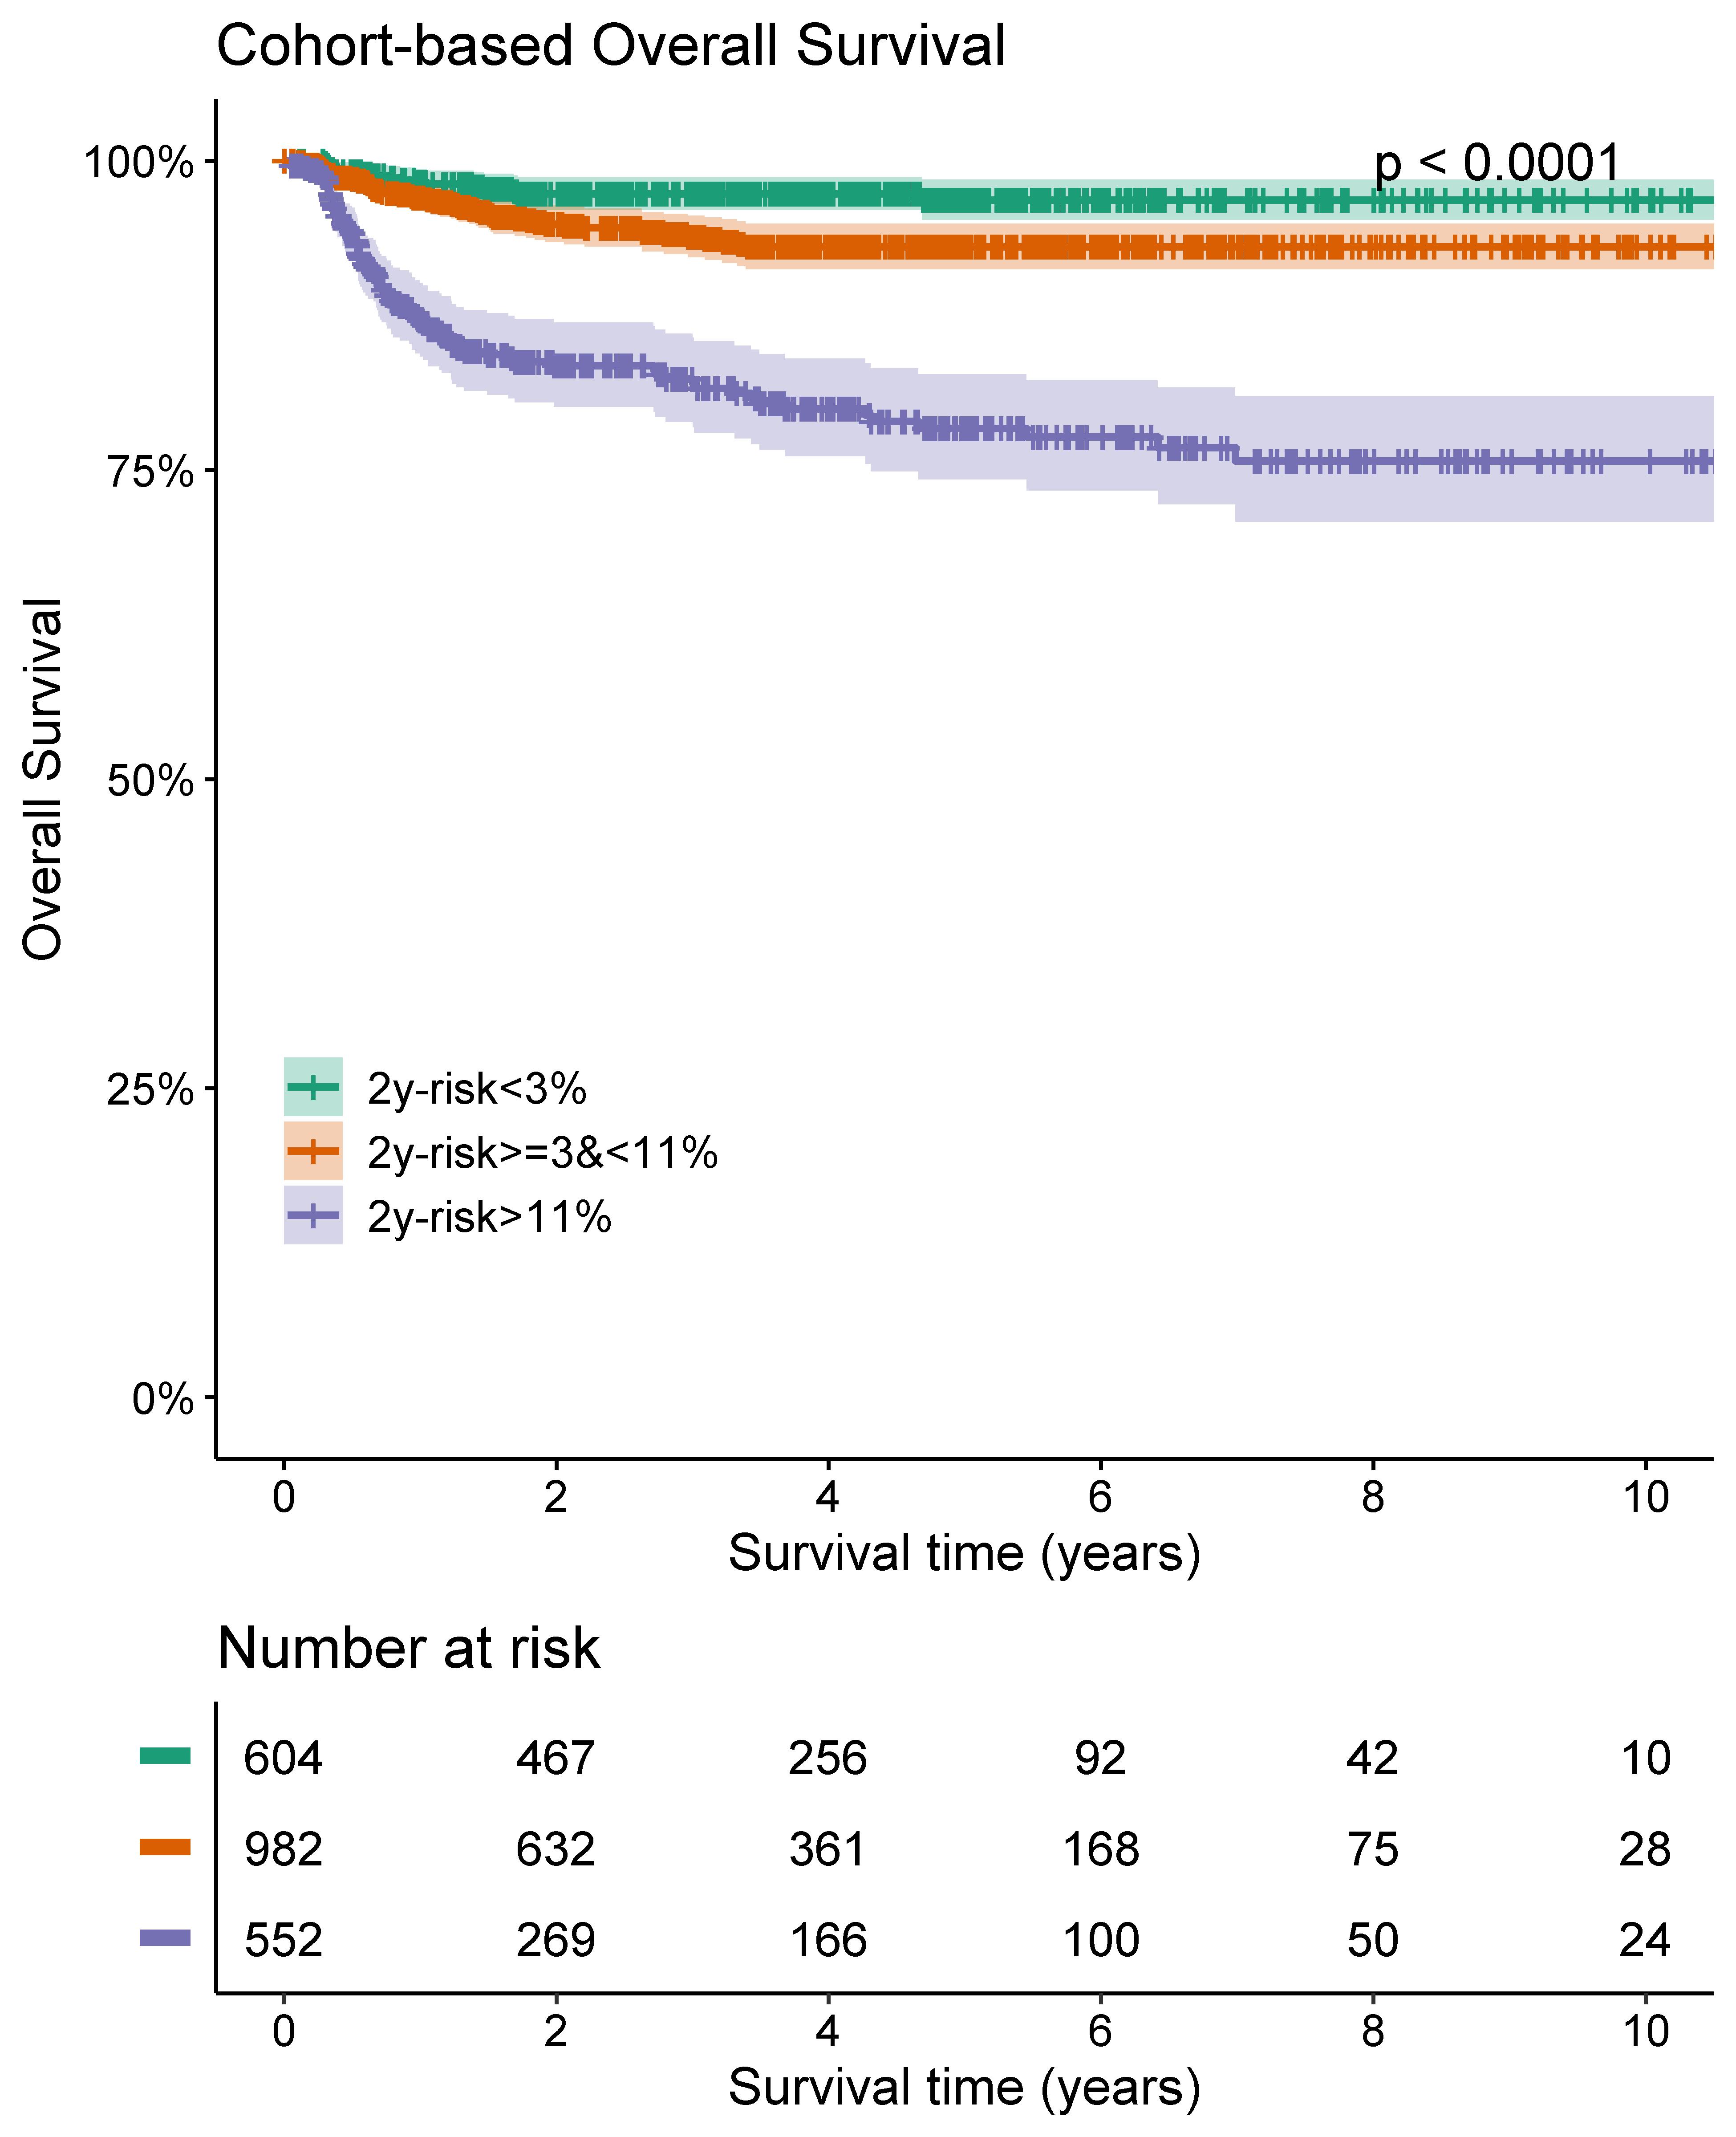 Cohort-based Overall Survival
p < 0.0001
100%
75%
50%
25%
0%
Overall Survival
2y-risk<3%
2y-risk>=3&<11%
2y-risk>11%
0 2 4 6 8 10
Survival time (years)
Number at risk
604 467 256 92 42 10
982 632 361 168 75 28
552 269 166 100 50 24
0 2 4 6 8 10
Survival time (years)